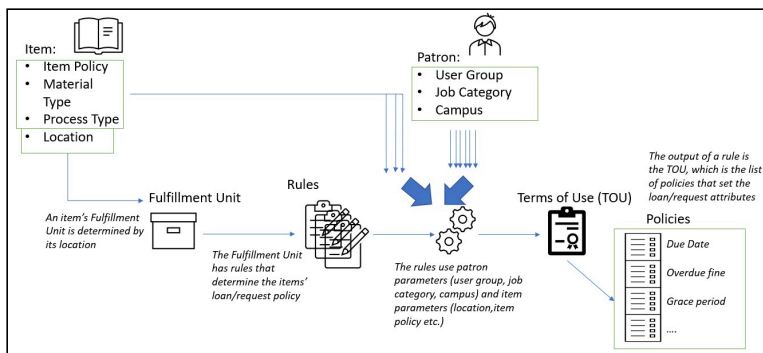 Item:
• Item Policy
• Material
Type
• Process Type
• Location
Patron:
• User Group
• Job Category
• Campus
An item's Fulfillment
Unit is determined by
its location
Fulfillment Unit
The Fulfillment Unit
has rules that
determine the items'
loan/request policy
Rules
The rules use patron
parameters (user group, job
category, campus) and item
parameters (location,item
policy etc.)
Terms of Use (TOU)
The output of a rule is
the TOU, which is the list
of policies that set the
loan/request attributes
Policies
Due Date
Overdue fine
Grace period
....